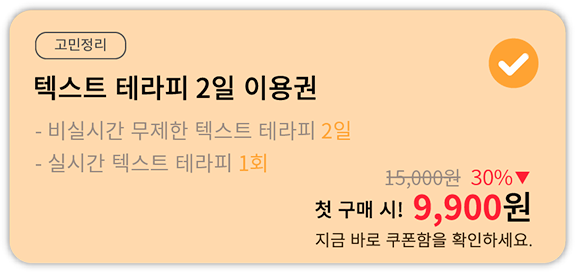 고민정리
텍스트 테라피 2일 이용권
- 비실시간 무제한 텍스트 테라피 2일
- 실시간 텍스트 테라피 1회
15,000원 30%▼
첫 구매 시! 9,900원
지금 바로 쿠폰함을 확인하세요.